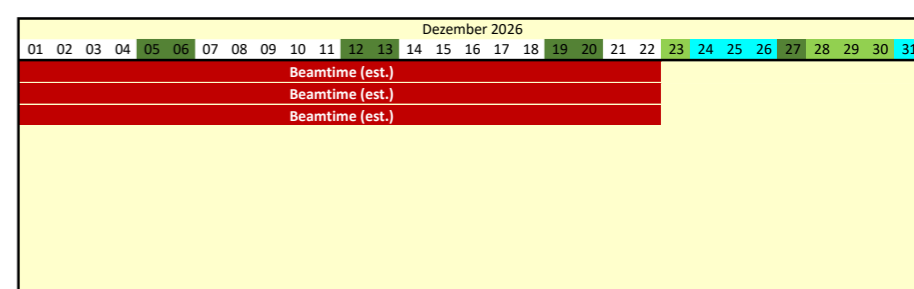 Dezember 2026
01 02 03 04 05 06 07 08 09 10 11 12 13 14 15 16 17 18 19 20 21 22 23 24 25 26 27 28 29 30 31
Beamtime (est.)
Beamtime (est.)
Beamtime (est.)